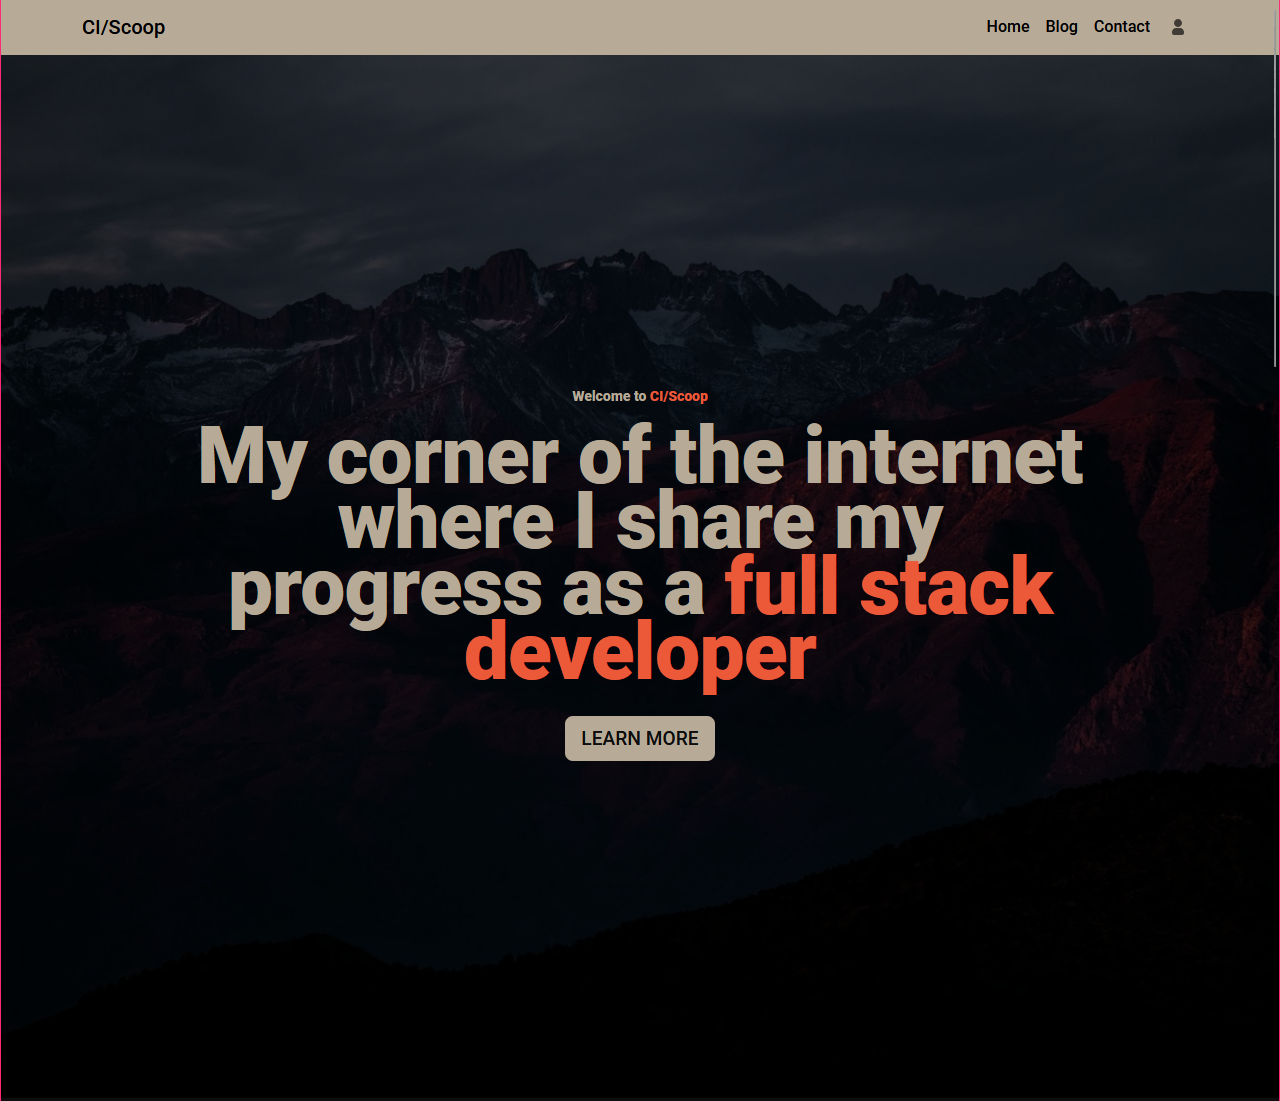 CI/Scoop
Home Blog Contact
Welcome to CI/Scoop
My corner of the internet
where I share my
progress as a full stack
developer
LEARN MORE